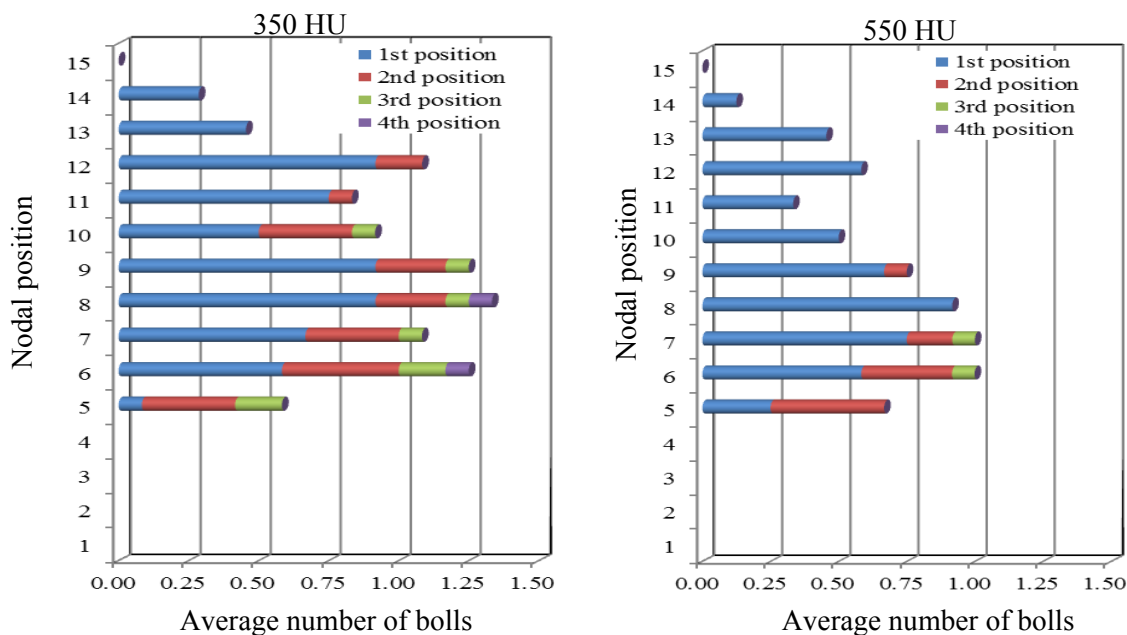 350 HU
1st position
2nd position
3rd position
4th position
Nodal position
15
14
13
12
11
10
9
8
7
6
5
4
3
2
1
0.00 0.25 0.50 0.75 1.00 1.25 1.50
Average number of bolls
550 HU
1st position
2nd position
3rd position
4th position
Nodal position
15
14
13
12
11
10
9
8
7
6
5
4
3
2
1
0.00 0.25 0.50 0.75 1.00 1.25 1.50
Average number of bolls